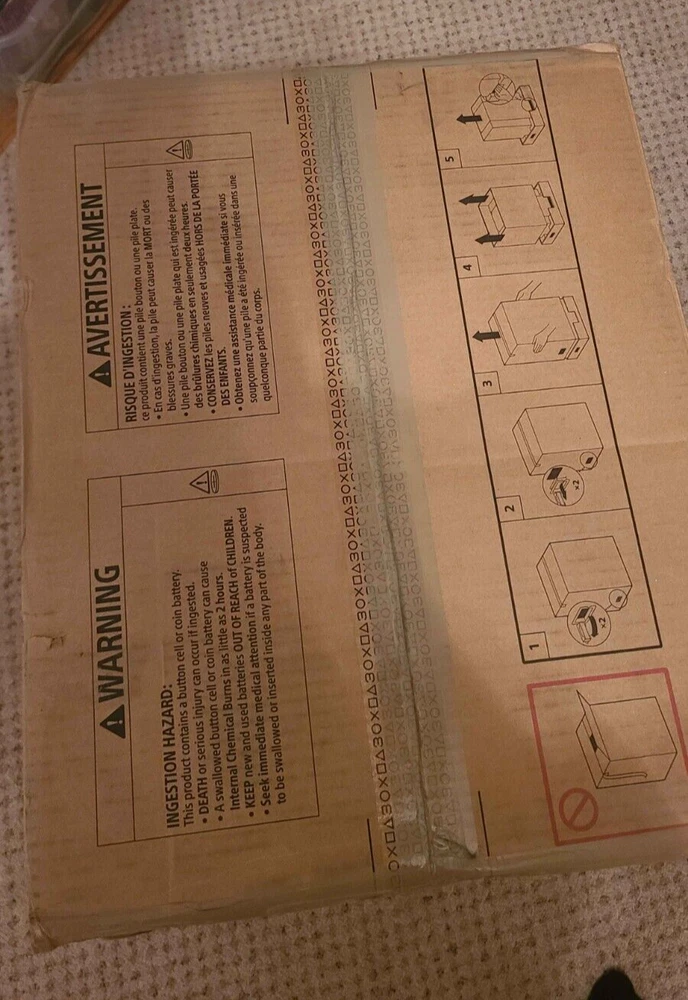 WARNING
INGESTION HAZARD:
This product contains a button cell or coin battery.
• DEATH or serious injury can occur if ingested.
• A swallowed button cell or coin battery can cause
Internal Chemical Burns in as little as 2 hours.
• KEEP new and used batteries OUT OF REACH of CHILDREN.
• Seek immediate medical attention if a battery is suspected
to be swallowed or inserted inside any part of the body.
AVERTISSEMENT
RISQUE D'INGESTION :
ce produit contient une pile bouton ou une pile plate.
• En cas d'ingestion, la pile peut causer la MORT ou des
blessures graves.
• Une pile bouton ou une pile plate qui est ingérée peut causer
des brûlures chimiques en seulement deux heures.
• CONSERVEZ les piles neuves et usagées HORS DE LA PORTÉE
DES ENFANTS.
• Obtenez une assistance médicale immédiate si vous
soupçonnez qu'une pile a été ingérée ou insérée dans une
quelconque partie du corps.
1
×2
2
×2
3
4
5